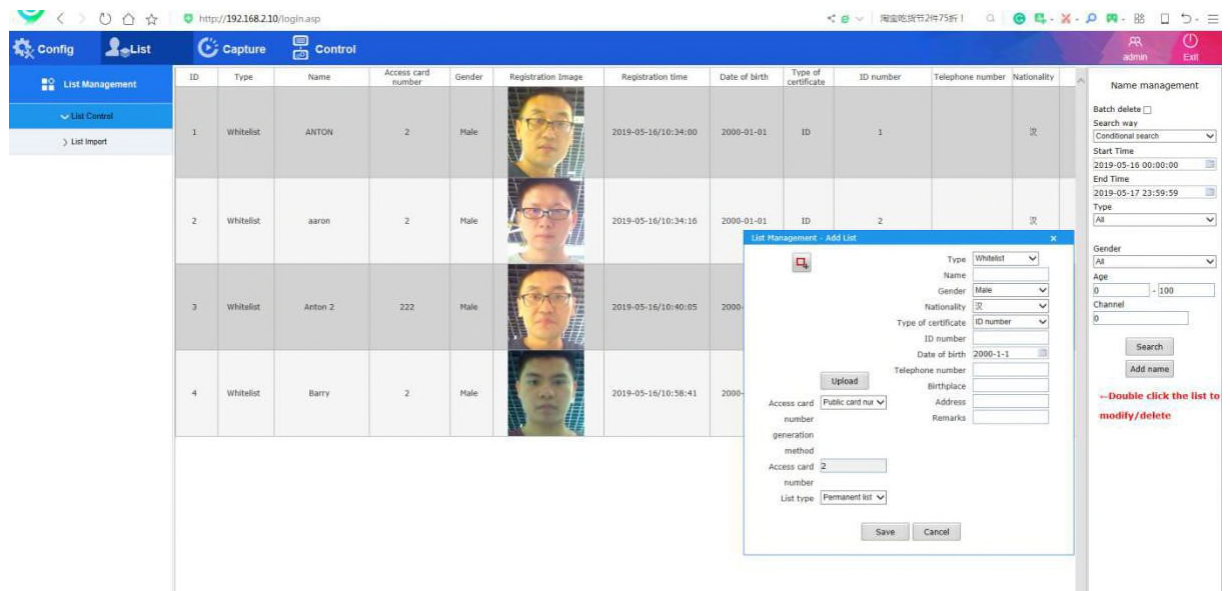 http://192.168.2.10/login.asp
淘宝吃货节2件75折!
Config
List
Capture
Control
admin
Exit
List Management
List Control
List Import
ID Type Name Access card number Gender Registration Image Registration time Date of birth Type of certificate ID number Telephone number Nationality
1 Whitelist ANTON 2 Male 2019-05-16/10:34:00 2000-01-01 ID 1 汉
2 Whitelist aaron 2 Male 2019-05-16/10:34:16 2000-01-01 ID 2 汉
3 Whitelist Anton 2 222 Male 2019-05-16/10:40:05 2000-
4 Whitelist Barry 2 Male 2019-05-16/10:58:41 2000-
List Management - Add List x
Type Whitelist
Name
Gender Male
Nationality 汉
Type of certificate ID number
ID number
Date of birth 2000-1-1
Telephone number
Birthplace
Address
Remarks
Upload
Access card number generation method Public card nur
Access card number 2
List type Permanent list
Save Cancel
Name management
Batch delete
Search way
Conditional search
Start Time
2019-05-16 00:00:00
End Time
2019-05-17 23:59:59
Type
All
Gender
All
Age
0 - 100
Channel
0
Search
Add name
--Double click the list to
modify/delete